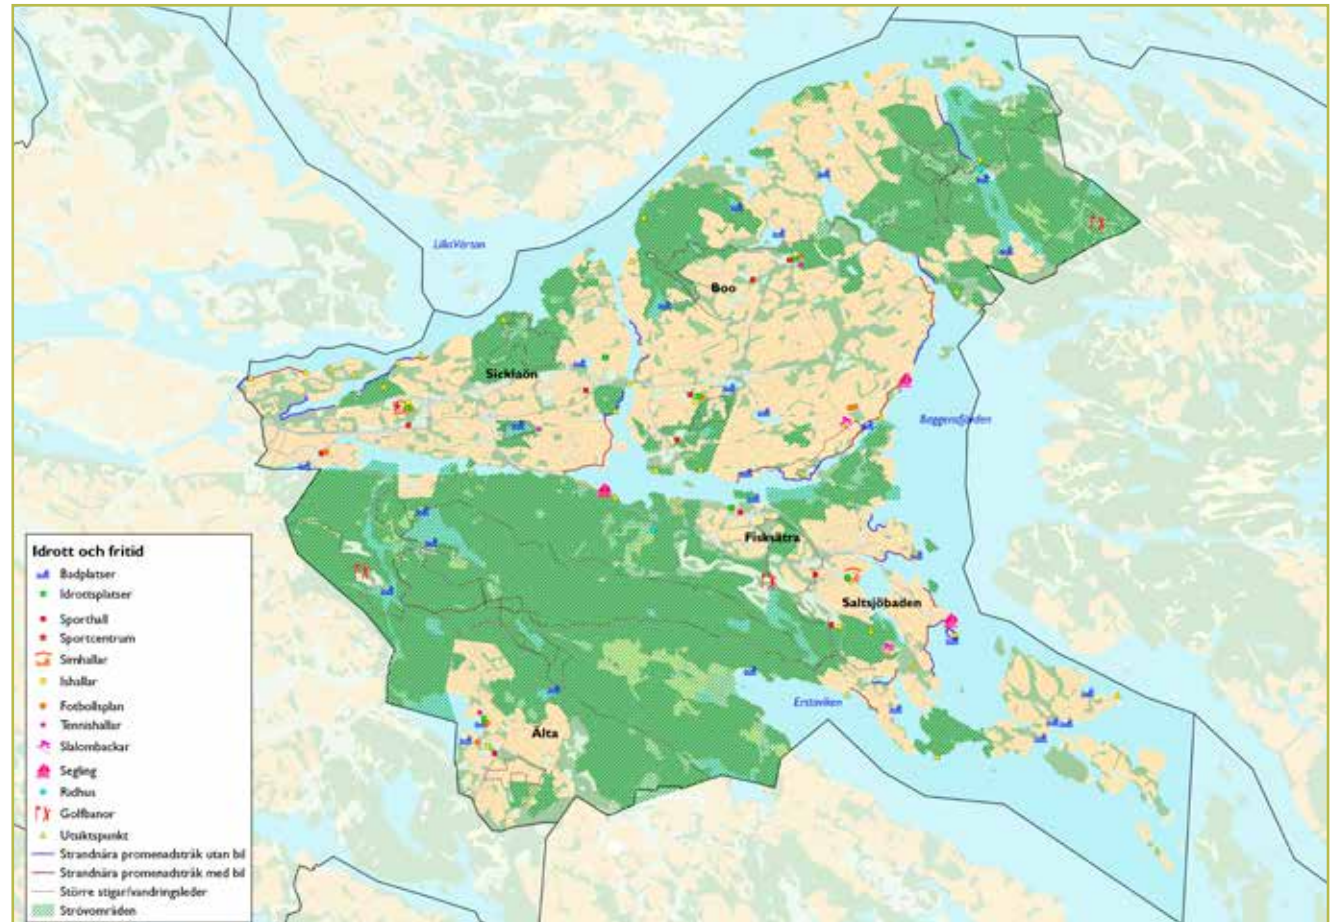 Lilla Värtan
Boo
Sicklaön
Baggensfjärden
Fisksätra
Saltsjöbaden
Erstaviken
Älta
Idrott och fritid
Badplatser
Idrottsplatser
Sporthall
Sportcentrum
Simhallar
Ishallar
Fotbollsplan
Tennishallar
Slalombackar
Segling
Ridhus
Golfbanor
Utsiktspunkt
Strandnära promenadstråk utan bil
Strandnära promenadstråk med bil
Större stigar/vandringsleder
Strövområden